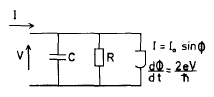 I
V
C
R
I = I₀ sinΦ
dΦ/dt = 2eV/ħ